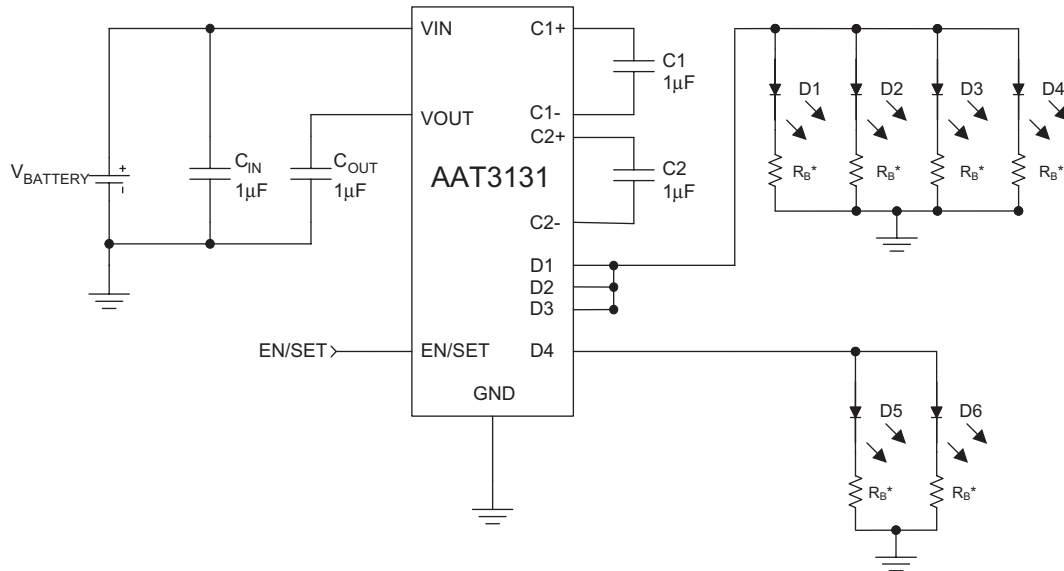 VIN
C1+
C1
1μF
C1-
VOUT
C2+
C2
1μF
C2-
AAT3131
V_BATTERY
+
-
C_IN
1μF
C_OUT
1μF
D1
D2
D3
D4
EN/SET
EN/SET
GND
D1
D2
D3
D4
R_B*
R_B*
R_B*
R_B*
D5
D6
R_B*
R_B*